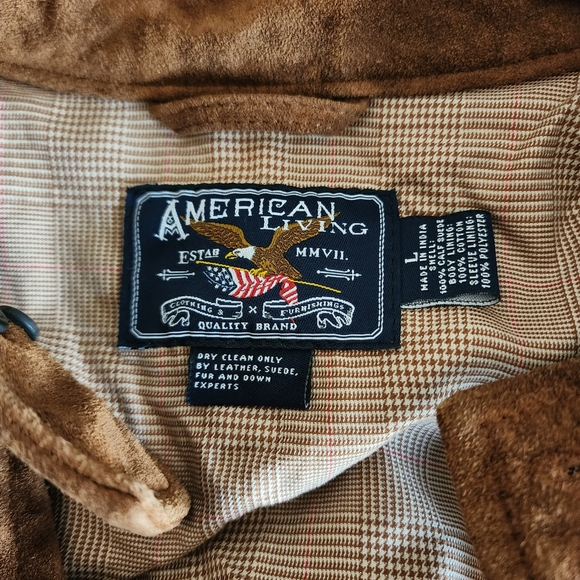 AMERICAN
LIVING
ESTAB MMVII.
CLOTHING & X FURNISHINGS
QUALITY BRAND
DRY CLEAN ONLY
BY LEATHER, SUEDE,
FUR AND DOWN
EXPERTS
L
MADE IN INDIA
SHELL:
100% CALF SUEDE
BODY LINING:
100% COTTON
SLEEVE LINING:
100% POLYESTER